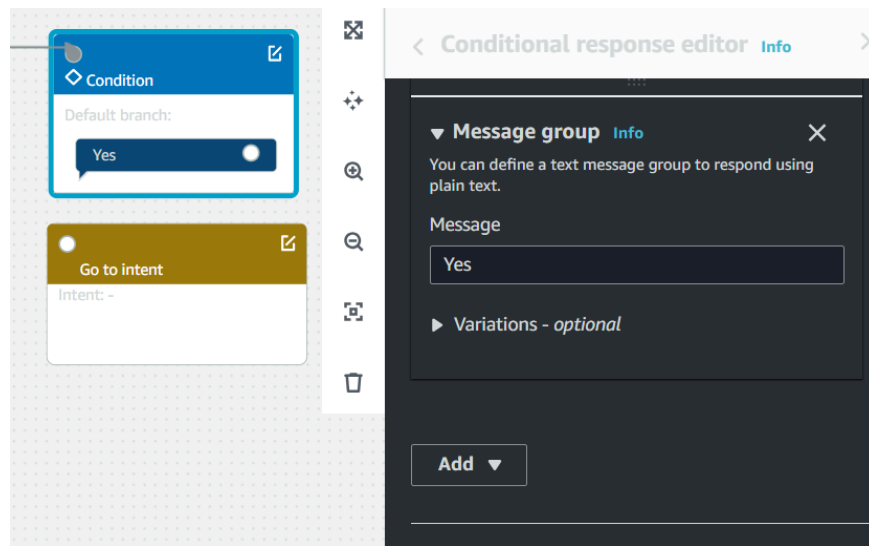 Condition
Default branch:
Yes
Go to intent
Intent: -
Conditional response editor Info
Message group Info
You can define a text message group to respond using
plain text.
Message
Yes
Variations - optional
Add